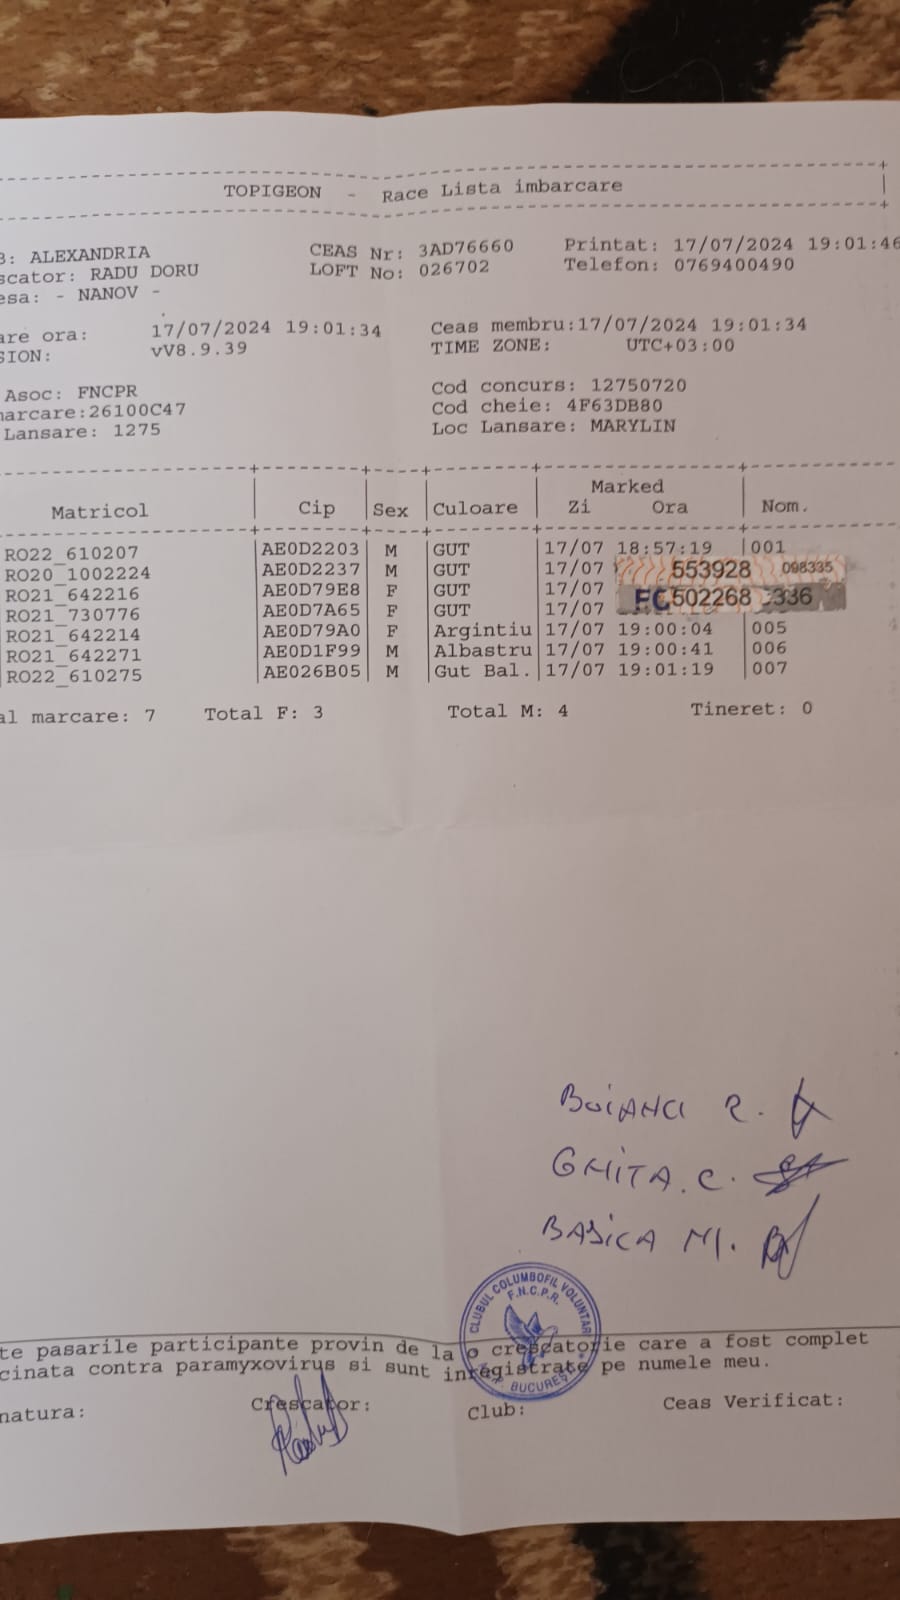 TOPIGEON - Race Lista imbarcare
B: ALEXANDRIA CEAS Nr: 3AD76660 Printat: 17/07/2024 19:01:46
scator: RADU DORU LOFT No: 026702 Telefon: 0769400490
esa: - NANOV -
are ora: 17/07/2024 19:01:34 Ceas membru:17/07/2024 19:01:34
SION: vV8.9.39 TIME ZONE: UTC+03:00
Asoc: FNCPR Cod concurs: 12750720
marcare:26100C47 Cod cheie: 4F63DB80
Lansare: 1275 Loc Lansare: MARYLIN
Marked
Matricol Cip Sex Culoare Zi Ora Nom.
RO22_610207 AE0D2203 M GUT 17/07 18:57:19 001
RO20_1002224 AE0D2237 M GUT 17/07 553928 098335
RO21_642216 AE0D79E8 F GUT 17/07 FC502268 336
RO21_730776 AE0D7A65 F GUT 17/07
RO21_642214 AE0D79A0 F Argintiu 17/07 19:00:04 005
RO21_642271 AE0D1F99 M Albastru 17/07 19:00:41 006
RO22_610275 AE026B05 M Gut Bal. 17/07 19:01:19 007
al marcare: 7 Total F: 3 Total M: 4 Tineret: 0
R.
GHITA. C.
BADICA M.
CLUBUL COLUMBOFIL VOLUNTAR
F.N.C.P.R.
BUCUREȘTI
te pasarile participante provin de la o crescatorie care a fost complet
cinata contra paramyxovirus si sunt inregistrate pe numele meu.
natura: Crescator: Club: Ceas Verificat: